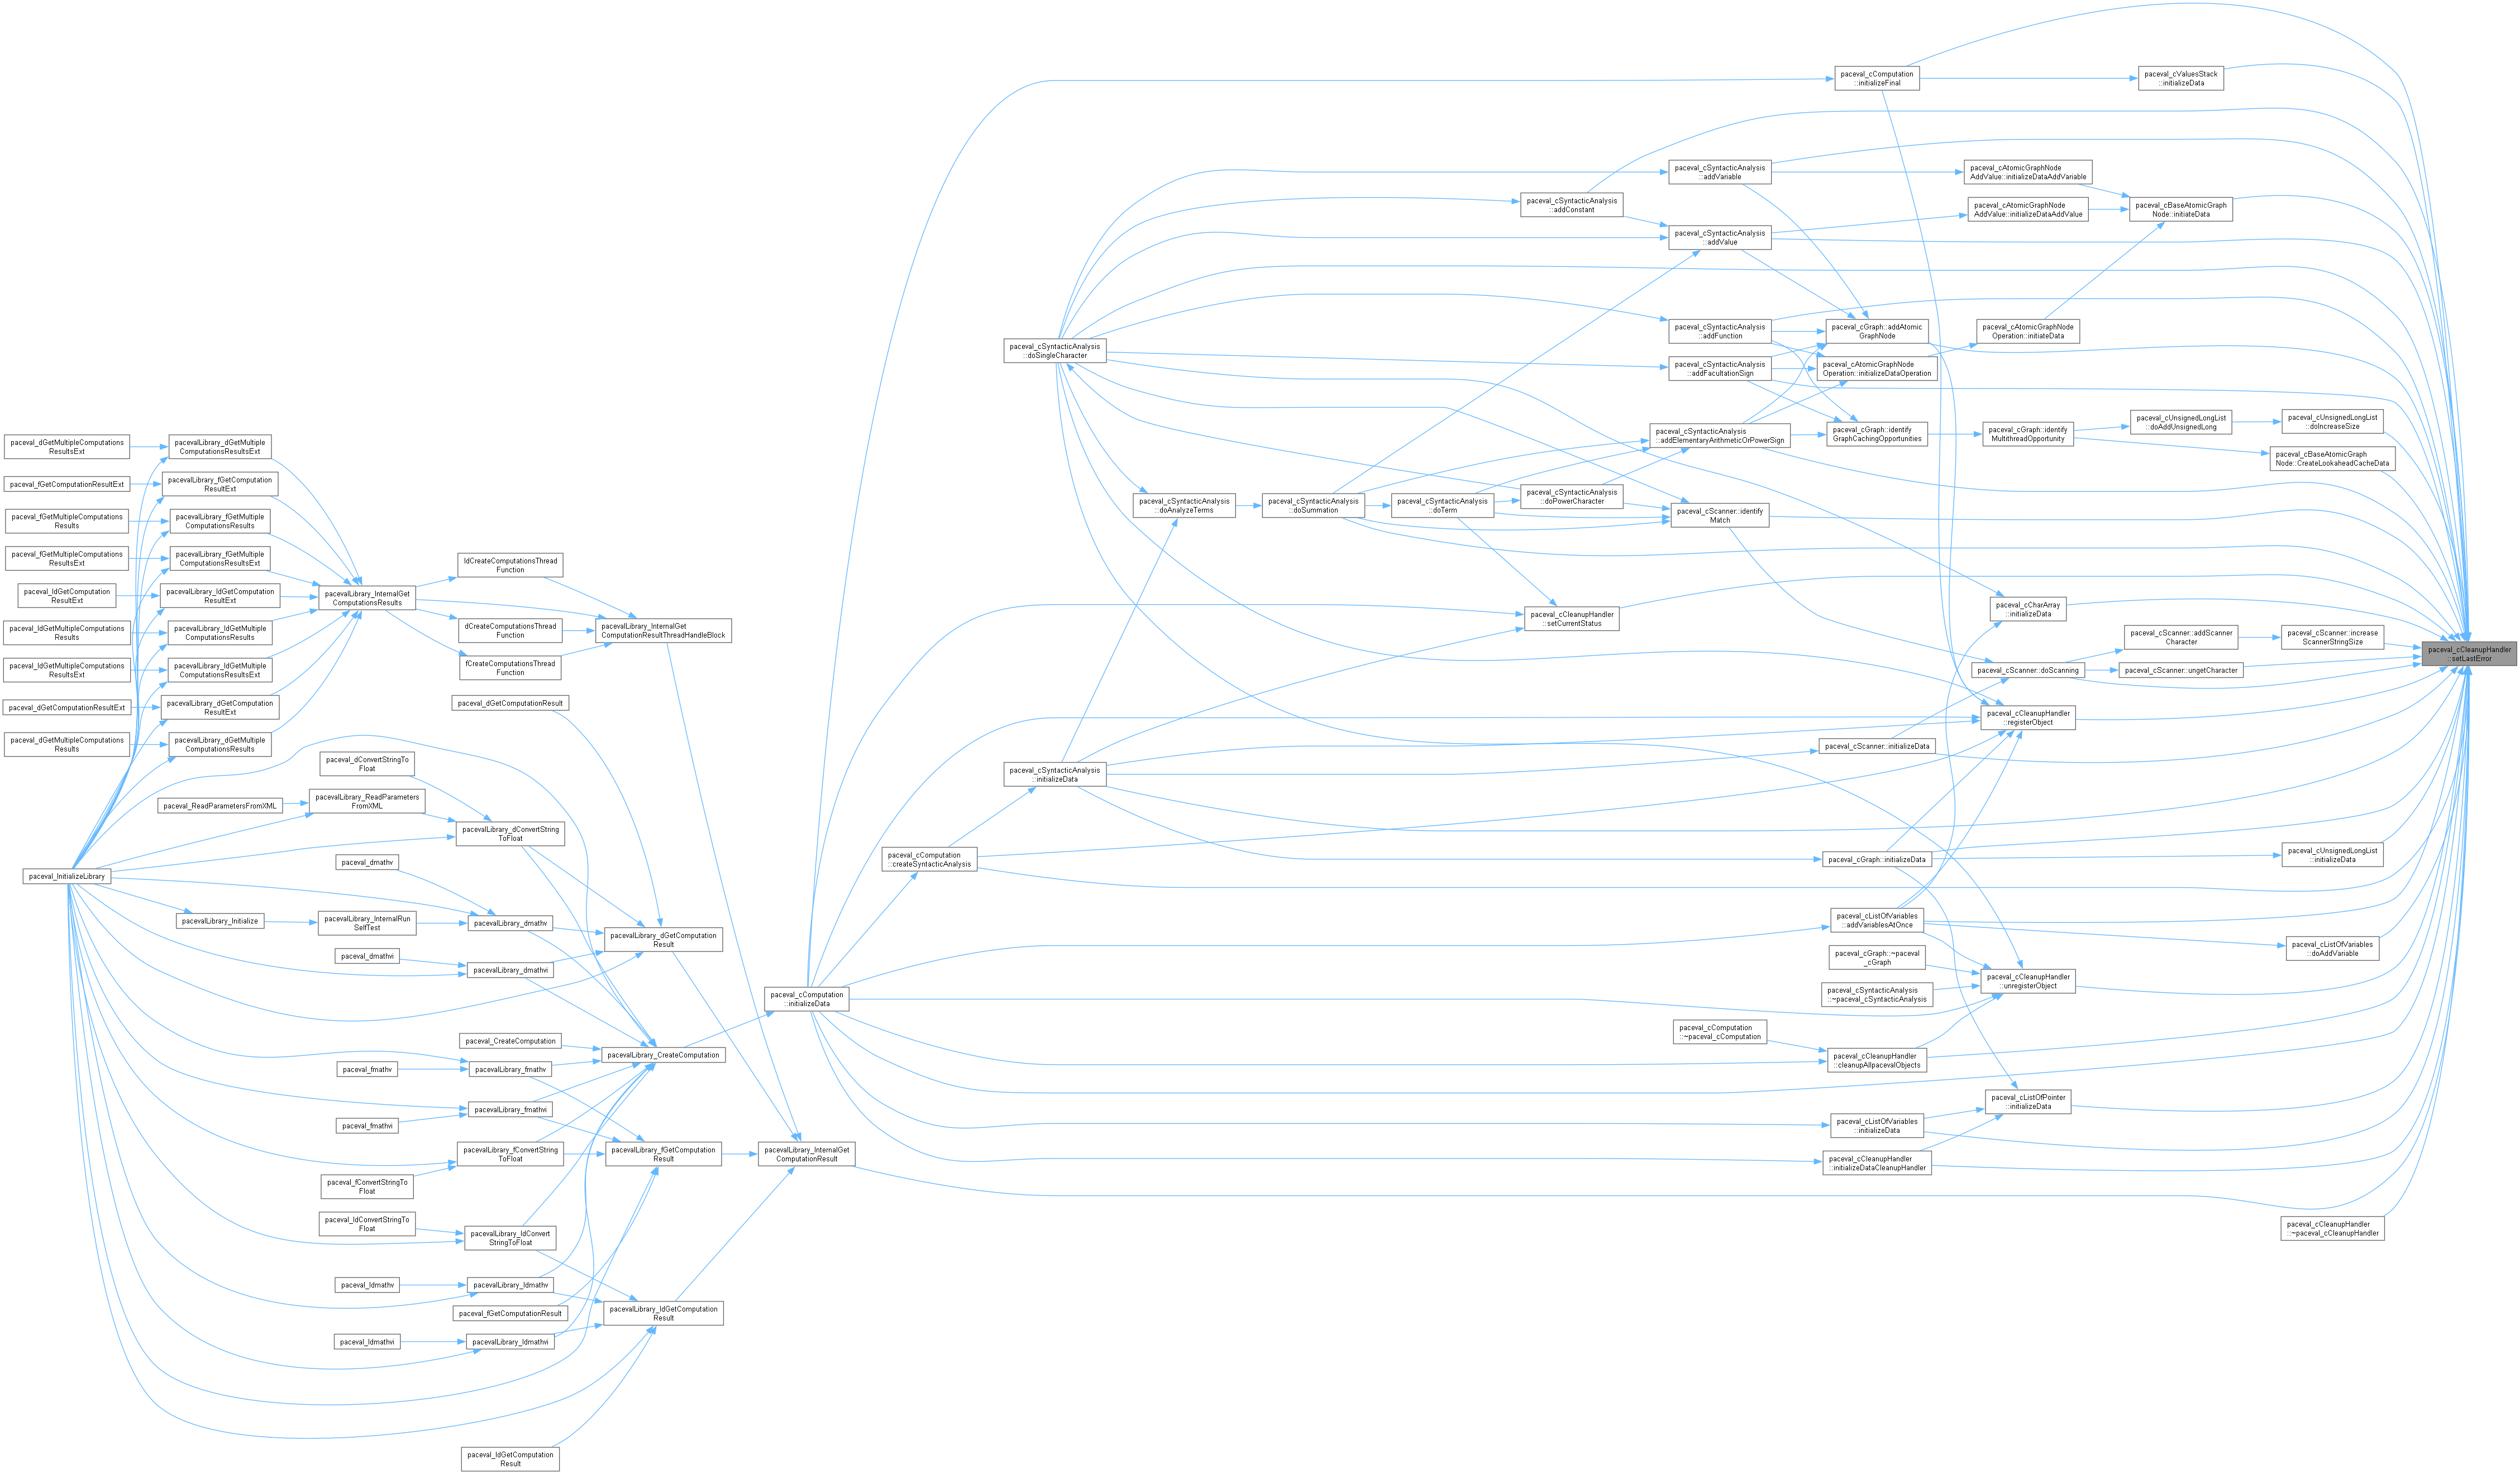 paceval_dGetMultipleComputations
ResultsExt
paceval_fGetComputationResultExt
paceval_fGetMultipleComputations
Results
paceval_fGetMultipleComputations
ResultsExt
paceval_ldGetComputation
ResultExt
paceval_ldGetMultipleComputations
Results
paceval_ldGetMultipleComputations
ResultsExt
paceval_dGetComputationResultExt
paceval_dGetMultipleComputations
Results
paceval_InitializeLibrary
pacevalLibrary_dGetMultiple
ComputationsResultsExt
pacevalLibrary_fGetComputation
ResultExt
pacevalLibrary_fGetMultiple
ComputationsResults
pacevalLibrary_fGetMultiple
ComputationsResultsExt
pacevalLibrary_ldGetComputation
ResultExt
pacevalLibrary_ldGetMultiple
ComputationsResults
pacevalLibrary_ldGetMultiple
ComputationsResultsExt
pacevalLibrary_dGetComputation
ResultExt
pacevalLibrary_dGetMultiple
ComputationsResults
paceval_ReadParametersFromXML
pacevalLibrary_Initialize
paceval_dConvertStringTo
Float
pacevalLibrary_ReadParameters
FromXML
paceval_dmathv
pacevalLibrary_InternalRun
SelfTest
paceval_dmathvi
paceval_fmathv
paceval_fmathvi
paceval_fConvertStringTo
Float
paceval_ldConvertStringTo
Float
paceval_ldmathv
paceval_ldmathvi
pacevalLibrary_InternalGet
ComputationsResults
ldCreateComputationsThread
Function
dCreateComputationsThread
Function
fCreateComputationsThread
Function
paceval_dGetComputationResult
pacevalLibrary_dConvertString
ToFloat
pacevalLibrary_dmathv
pacevalLibrary_dmathvi
paceval_CreateComputation
pacevalLibrary_fmathv
pacevalLibrary_fmathvi
pacevalLibrary_fConvertString
ToFloat
pacevalLibrary_ldConvert
StringToFloat
pacevalLibrary_ldmathv
paceval_fGetComputationResult
pacevalLibrary_ldmathvi
paceval_ldGetComputation
Result
pacevalLibrary_InternalGet
ComputationResultThreadHandleBlock
pacevalLibrary_dGetComputation
Result
pacevalLibrary_CreateComputation
pacevalLibrary_fGetComputation
Result
pacevalLibrary_ldGetComputation
Result
paceval_cComputation
::initializeData
pacevalLibrary_InternalGet
ComputationResult
paceval_cComputation
::createSyntacticAnalysis
paceval_cSyntacticAnalysis
::doSingleCharacter
paceval_cSyntacticAnalysis
::initializeData
paceval_cComputation
::~paceval_cComputation
paceval_cSyntacticAnalysis
::doAnalyzeTerms
paceval_cSyntacticAnalysis
::doSummation
paceval_cSyntacticAnalysis
::doTerm
paceval_cSyntacticAnalysis
::addConstant
paceval_cSyntacticAnalysis
::doPowerCharacter
paceval_cCleanupHandler
::setCurrentStatus
paceval_cSyntacticAnalysis
::addVariable
paceval_cSyntacticAnalysis
::addValue
paceval_cSyntacticAnalysis
::addFunction
paceval_cSyntacticAnalysis
::addFacultationSign
paceval_cSyntacticAnalysis
::addElementaryArithmeticOrPowerSign
paceval_cScanner::identify
Match
paceval_cComputation
::initializeFinal
paceval_cGraph::addAtomic
GraphNode
paceval_cAtomicGraphNode
Operation::initializeDataOperation
paceval_cGraph::identify
GraphCachingOpportunities
paceval_cScanner::initializeData
paceval_cGraph::initializeData
paceval_cListOfVariables
::addVariablesAtOnce
paceval_cGraph::~paceval
_cGraph
paceval_cSyntacticAnalysis
::~paceval_cSyntacticAnalysis
paceval_cCleanupHandler
::cleanupAllpacevalObjects
paceval_cListOfVariables
::initializeData
paceval_cCleanupHandler
::initializeDataCleanupHandler
paceval_cAtomicGraphNode
AddValue::initializeDataAddVariable
paceval_cAtomicGraphNode
AddValue::initializeDataAddValue
paceval_cAtomicGraphNode
Operation::initiateData
paceval_cGraph::identify
MultithreadOpportunity
paceval_cCharArray
::initializeData
paceval_cScanner::doScanning
paceval_cCleanupHandler
::registerObject
paceval_cCleanupHandler
::unregisterObject
paceval_cListOfPointer
::initializeData
paceval_cValuesStack
::initializeData
paceval_cBaseAtomicGraph
Node::initiateData
paceval_cUnsignedLongList
::doAddUnsignedLong
paceval_cScanner::addScanner
Character
paceval_cScanner::ungetCharacter
paceval_cUnsignedLongList
::doIncreaseSize
paceval_cBaseAtomicGraph
Node::CreateLookaheadCacheData
paceval_cScanner::increase
ScannerStringSize
paceval_cUnsignedLongList
::initializeData
paceval_cListOfVariables
::doAddVariable
paceval_cCleanupHandler
::~paceval_cCleanupHandler
paceval_cCleanupHandler
::setLastError